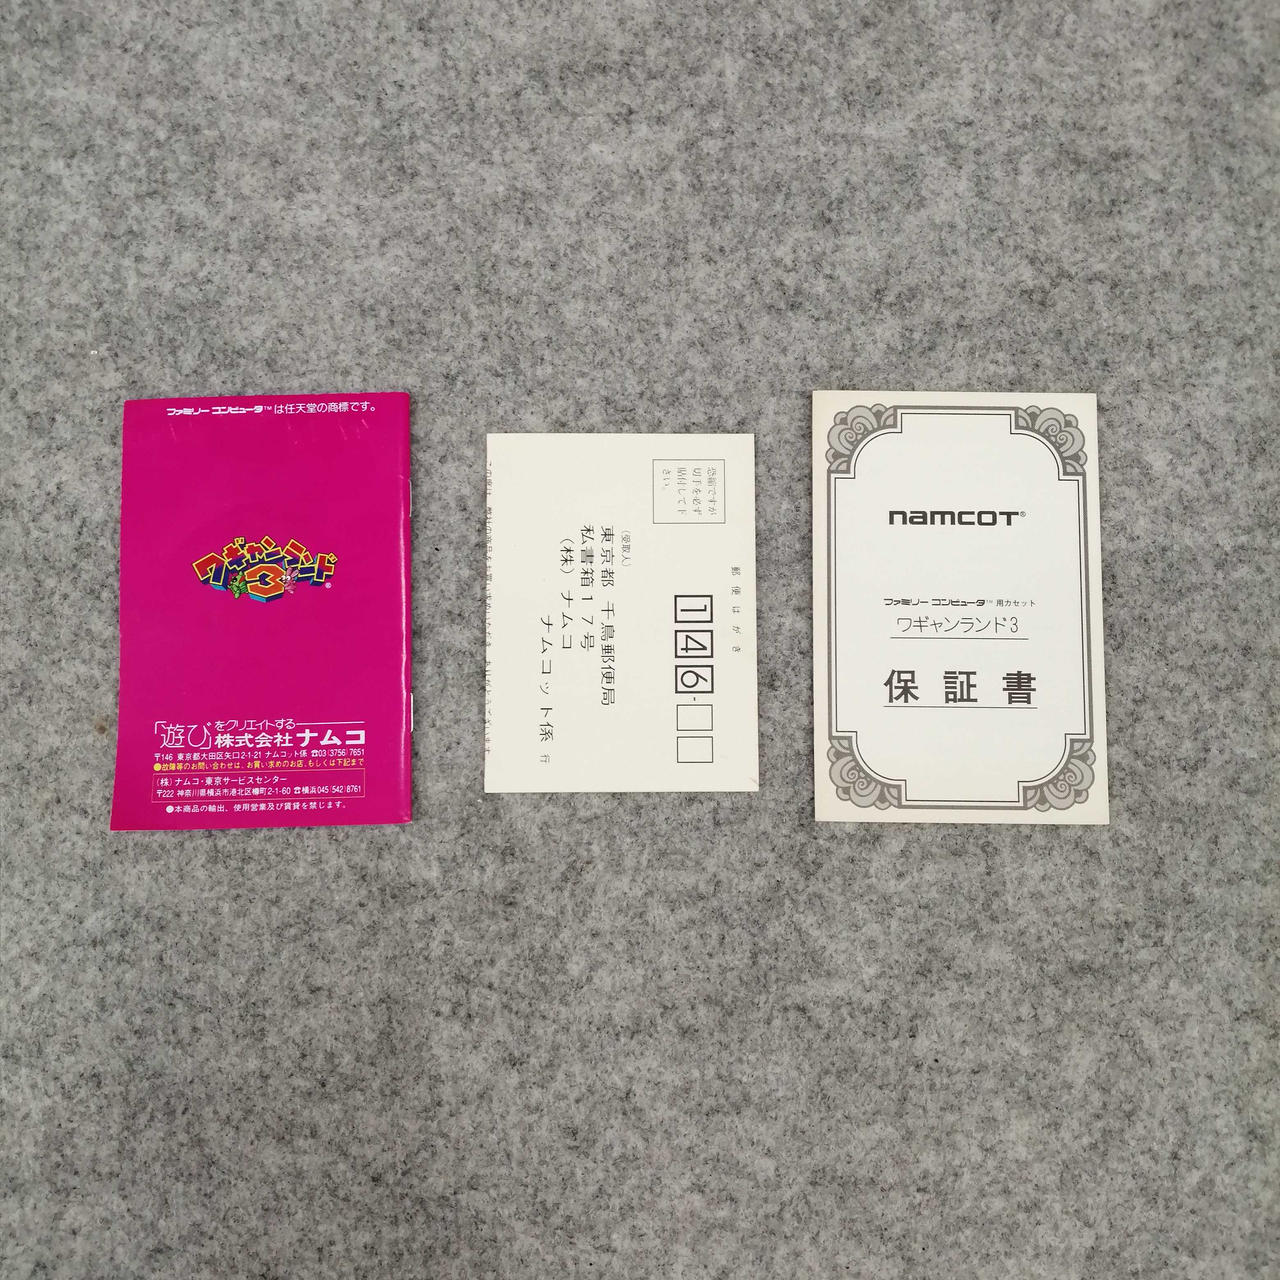 ファミリーコンピュータ™は任天堂の商標です。
ワギャンランド®
3
「遊び」をクリエイトする
株式会社ナムコ
〒146 東京都大田区矢口2-1-21 ナムコット係 ☎03(3756)7651
●故障等のお問い合わせは、お買い求めのお店、もしくは下記まで
(株)ナムコ・東京サービスセンター
〒222 神奈川県横浜市港北区樽町2-1-60 ☎横浜045(542)8761
●本商品の輸出、使用営業及び賃貸を禁じます。
郵便はがき
146-
恐縮ですが
切手を必ず
貼付して下
さい。
(受取人)
東京都 千鳥郵便局
私書箱17号
(株)ナムコ
ナムコット係 行
namcot®
ファミリーコンピュータ™用カセット
ワギャンランド3
保証書